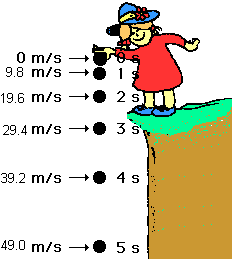 0 m/s → 0 s
9.8 m/s → 1 s
19.6 m/s → 2 s
29.4 m/s → 3 s
39.2 m/s → 4 s
49.0 m/s → 5 s